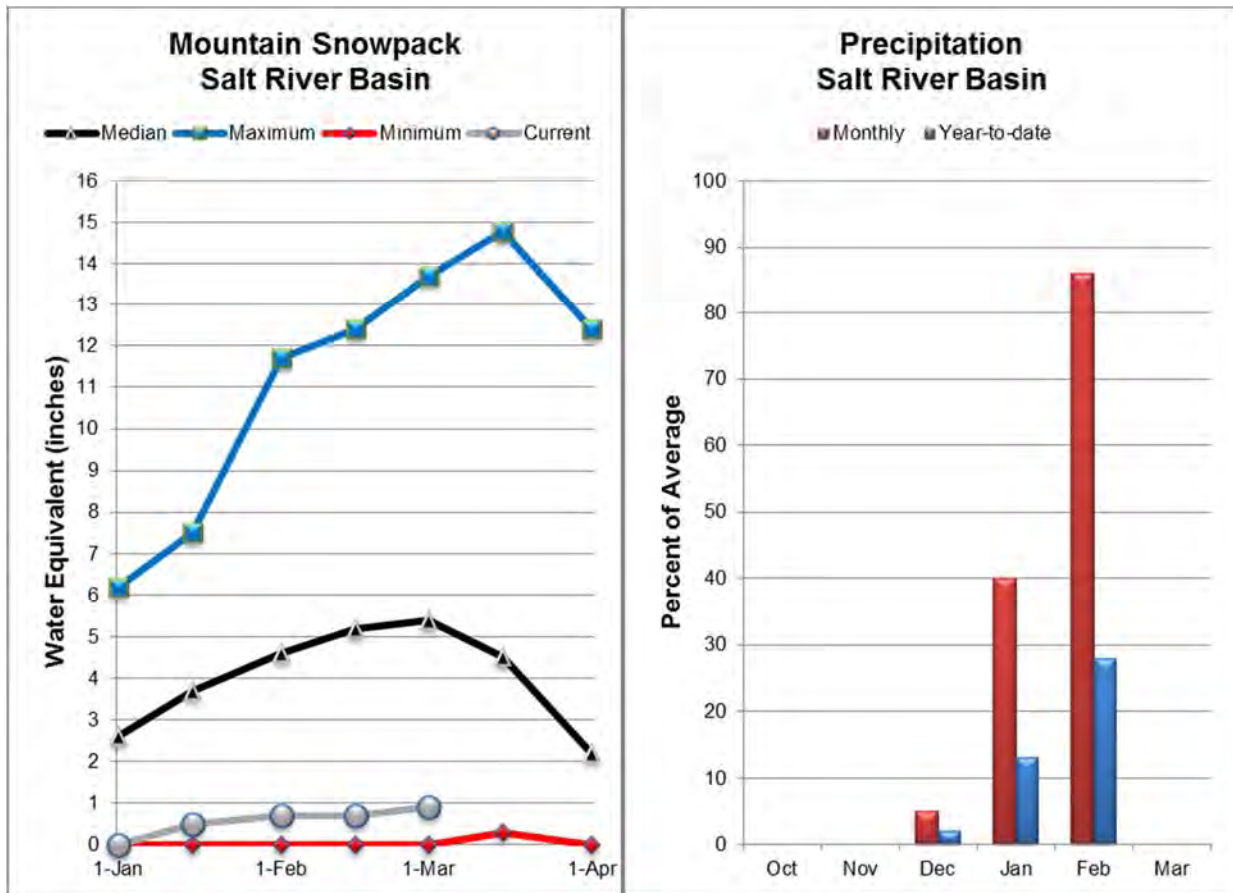 Mountain Snowpack
Salt River Basin
Median Maximum Minimum Current
Water Equivalent (inches)
16
15
14
13
12
11
10
9
8
7
6
5
4
3
2
1
0
1-Jan 1-Feb 1-Mar 1-Apr
Precipitation
Salt River Basin
Monthly Year-to-date
Percent of Average
100
90
80
70
60
50
40
30
20
10
0
Oct Nov Dec Jan Feb Mar